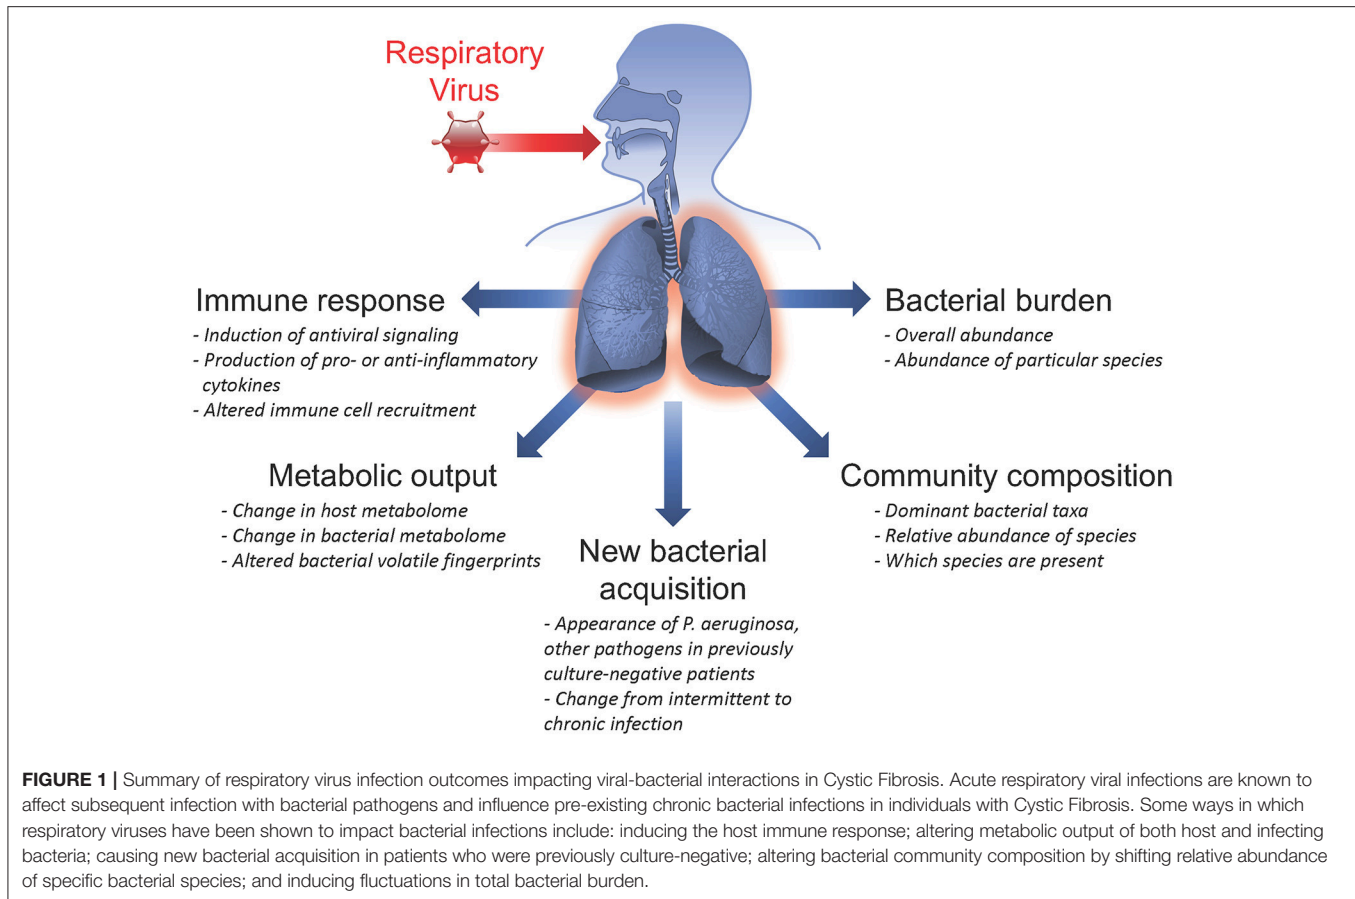 Respiratory
Virus
Immune response
- Induction of antiviral signaling
- Production of pro- or anti-inflammatory
cytokines
- Altered immune cell recruitment
Bacterial burden
- Overall abundance
- Abundance of particular species
Metabolic output
- Change in host metabolome
- Change in bacterial metabolome
- Altered bacterial volatile fingerprints
New bacterial
acquisition
- Appearance of P. aeruginosa,
other pathogens in previously
culture-negative patients
- Change from intermittent to
chronic infection
Community composition
- Dominant bacterial taxa
- Relative abundance of species
- Which species are present
FIGURE 1 | Summary of respiratory virus infection outcomes impacting viral-bacterial interactions in Cystic Fibrosis. Acute respiratory viral infections are known to
affect subsequent infection with bacterial pathogens and influence pre-existing chronic bacterial infections in individuals with Cystic Fibrosis. Some ways in which
respiratory viruses have been shown to impact bacterial infections include: inducing the host immune response; altering metabolic output of both host and infecting
bacteria; causing new bacterial acquisition in patients who were previously culture-negative; altering bacterial community composition by shifting relative abundance
of specific bacterial species; and inducing fluctuations in total bacterial burden.